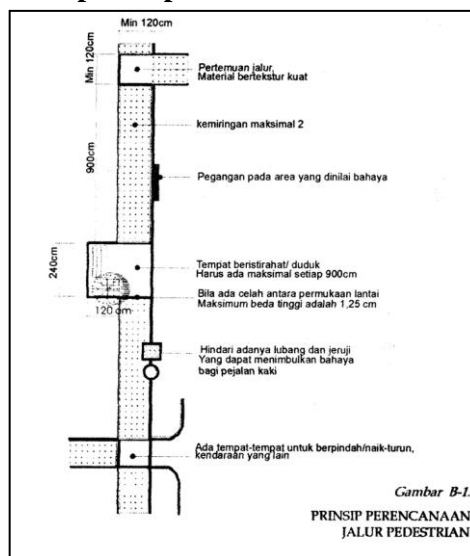 Min 120cm
Min 120cm
Pertemuan jalur,
Material bertekstur kuat
kemiringan maksimal 2
900cm
Pegangan pada area yang dinilai bahaya
240cm
Tempat beristirahat/ duduk
Harus ada maksimal setiap 900cm
Bila ada celah antara permukaan lantai
Maksimum beda tinggi adalah 1,25 cm
120 cm
Hindari adanya lubang dan jeruji
Yang dapat menimbulkan bahaya
bagi pejalan kaki
Ada tempat-tempat untuk berpindah/naik-turun,
kendaraan yang lain
Gambar B-1.
PRINSIP PERENCANAAN
JALUR PEDESTRIAN